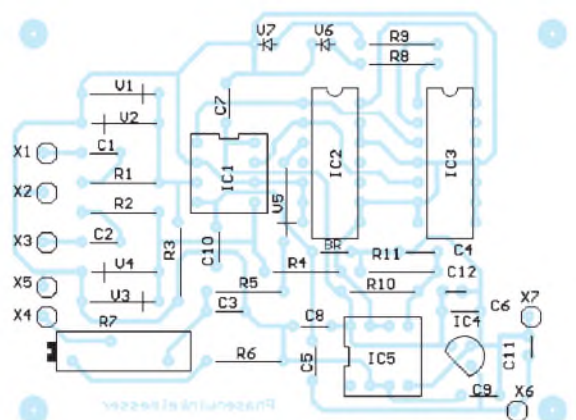 V7 V6 R9
R8
V1
V2 C7
X1 C1 IC1 IC2 IC3
R1
X2
R2 V5
X3 C2 R3 C10 BR R11 C4
V4 R4 C12
X5 V3 R5 R10
C3 C6 X7
X4 R7 C8 IC4
R6 C5 IC5 C11
C9 X6
Phasenwinkelmesser